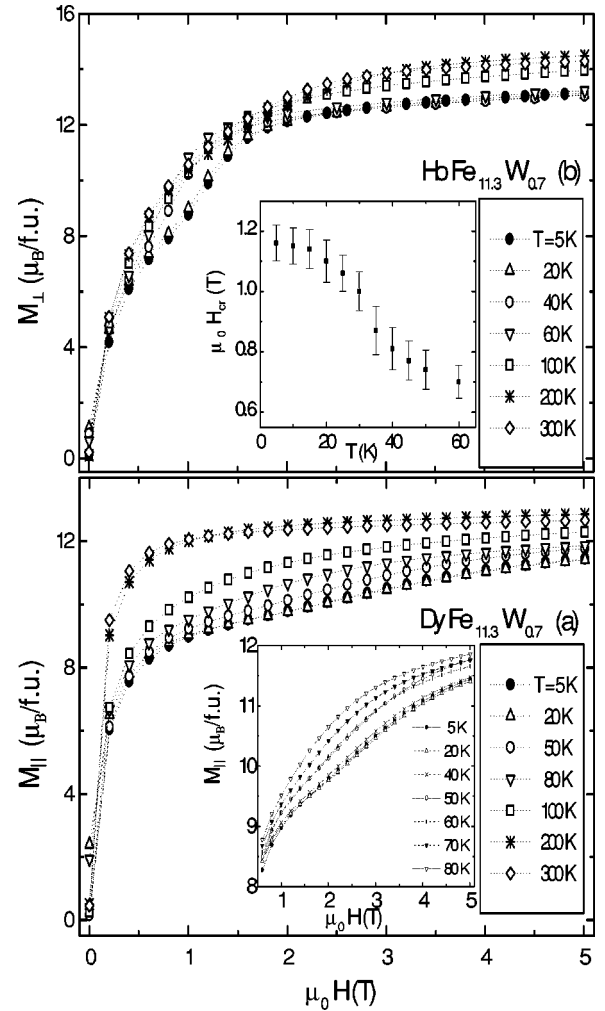 16
12
8
4
0
M⊥ (μB/f.u.)
HoFe11.3W0.7 (b)
T=5K
20K
40K
60K
100K
200K
300K
1.2
1.0
0.8
0.6
μ0 Hcr (T)
0 20 40 60
T(K)
12
8
4
0
M|| (μB/f.u.)
DyFe11.3W0.7 (a)
T=5K
20K
50K
80K
100K
200K
300K
12
11
10
9
8
M|| (μB/f.u.)
5K
20K
40K
50K
60K
70K
80K
1 2 3 4 5
μ0H(T)
0 1 2 3 4 5
μ0H(T)